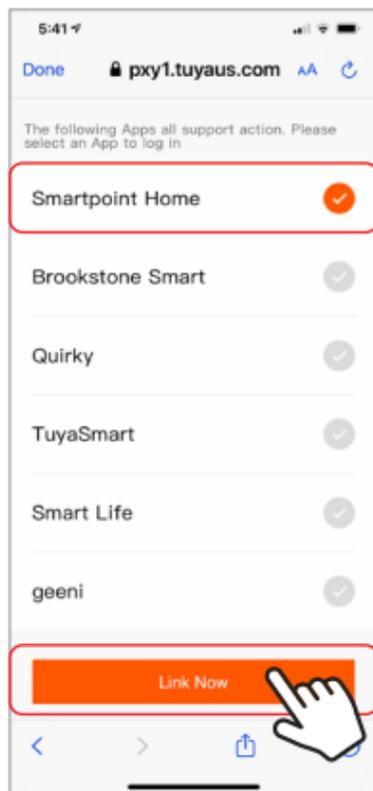 5:41
Done pxy1.tuyaus.com AA
The following Apps all support action. Please
select an App to log in
Smartpoint Home
Brookstone Smart
Quirky
TuyaSmart
Smart Life
geeni
Link Now